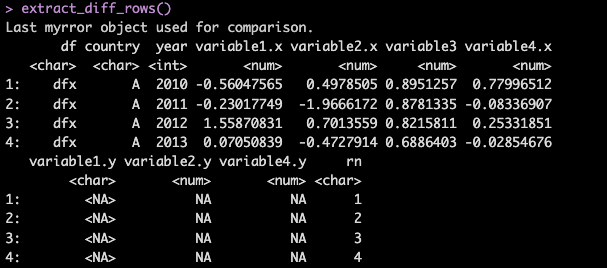 > extract_diff_rows()
Last myrror object used for comparison.
df country year variable1.x variable2.x variable3 variable4.x
<char> <char> <int> <num> <num> <num> <num>
1: dfx A 2010 -0.56047565 0.4978505 0.8951257 0.77996512
2: dfx A 2011 -0.23017749 -1.9666172 0.8781335 -0.08336907
3: dfx A 2012 1.55870831 0.7013559 0.8215811 0.25331851
4: dfx A 2013 0.07050839 -0.4727914 0.6886403 -0.02854676
variable1.y variable2.y variable4.y rn
<char> <num> <num> <char>
1: <NA> NA NA 1
2: <NA> NA NA 2
3: <NA> NA NA 3
4: <NA> NA NA 4